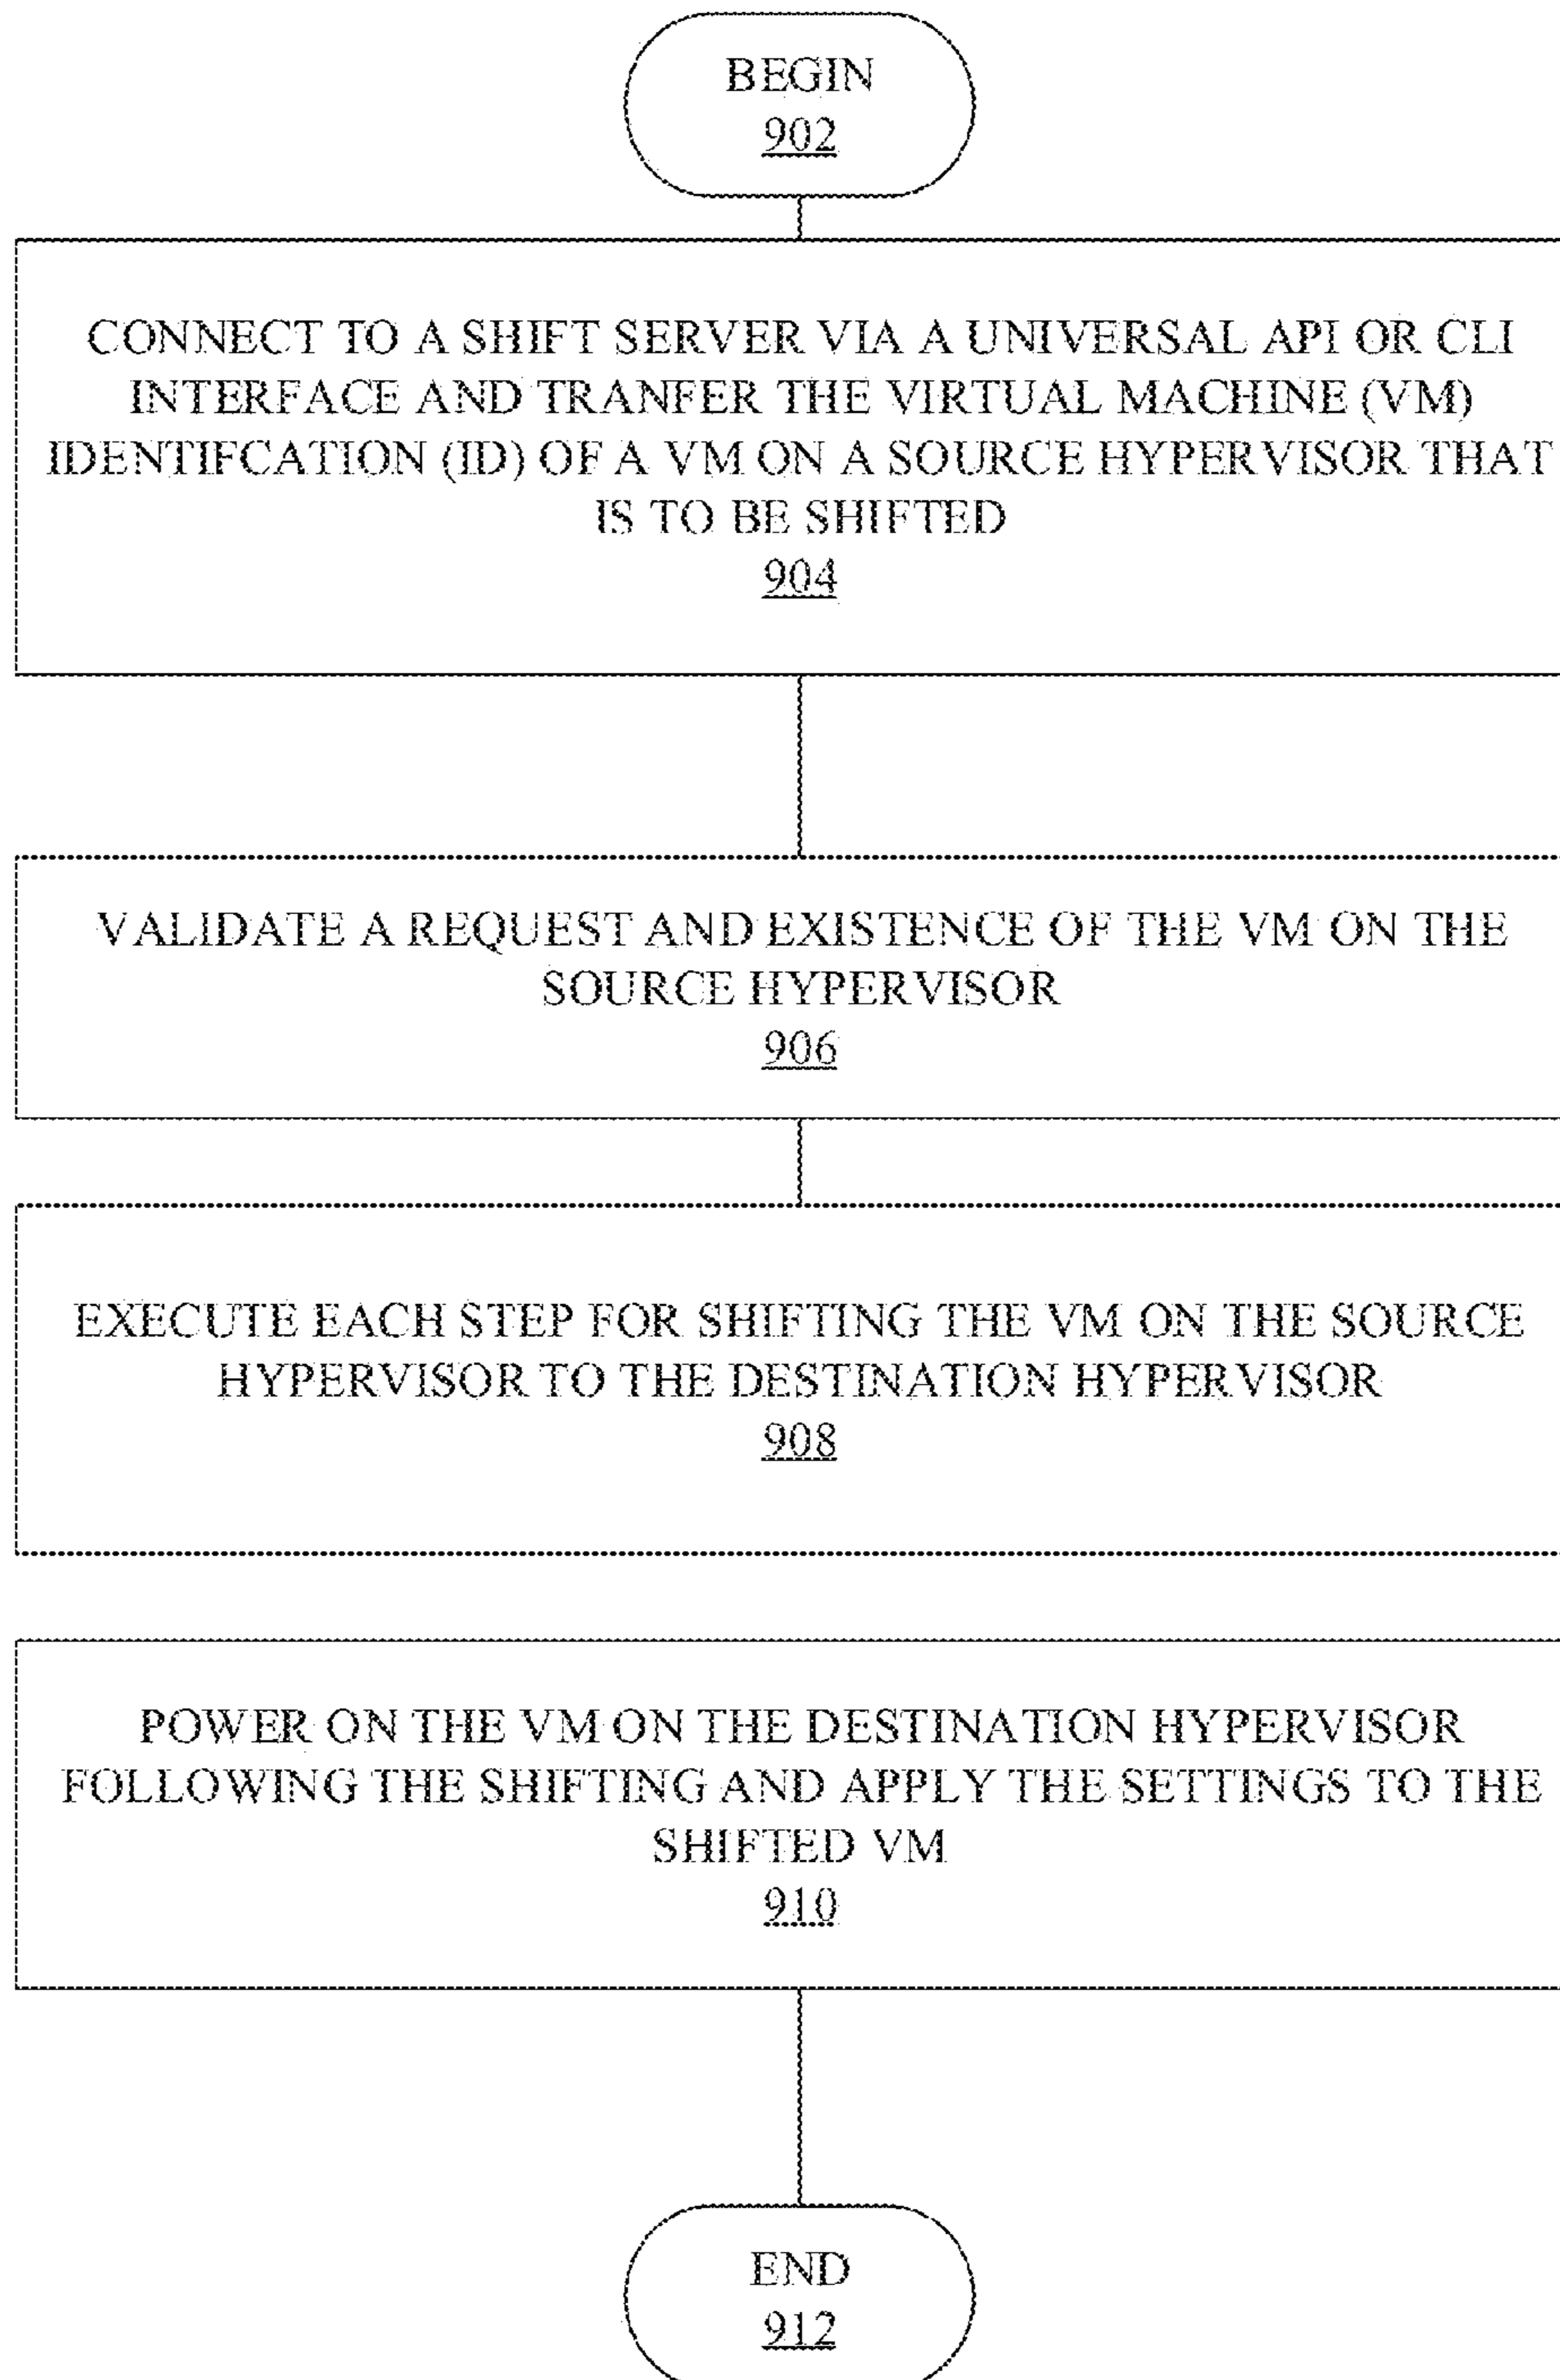 BEGIN
902
CONNECT TO A SHIFT SERVER VIA A UNIVERSAL API OR CLI
INTERFACE AND TRANFER THE VIRTUAL MACHINE (VM)
IDENTIFCATION (ID) OF A VM ON A SOURCE HYPERVISOR THAT
IS TO BE SHIFTED
904
VALIDATE A REQUEST AND EXISTENCE OF THE VM ON THE
SOURCE HYPERVISOR
906
EXECUTE EACH STEP FOR SHIFTING THE VM ON THE SOURCE
HYPERVISOR TO THE DESTINATION HYPERVISOR
908
POWER ON THE VM ON THE DESTINATION HYPERVISOR
FOLLOWING THE SHIFTING AND APPLY THE SETTINGS TO THE
SHIFTED VM
910
END
912